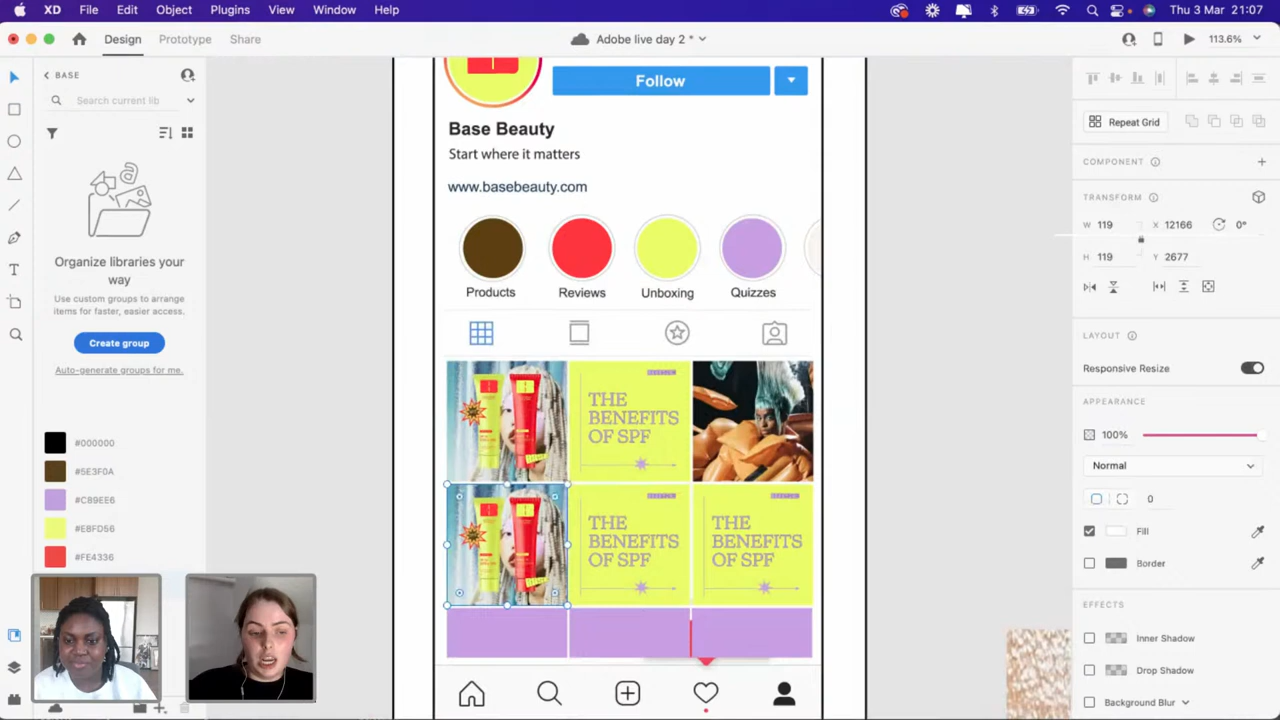 XD File Edit Object Plugins View Window Help
Thu 3 Mar 21:07
Design Prototype Share
Adobe live day 2 *
113.6%
BASE
Search current lib
Organize libraries your
way
Use custom groups to arrange
items for faster, easier access.
Create group
Auto-generate groups for me.
#000000
#5E3F0A
#C89EE6
#E8FD56
#FE4336
Follow
Base Beauty
Start where it matters
www.basebeauty.com
Products Reviews Unboxing Quizzes
THE
BENEFITS
OF SPF
THE
BENEFITS
OF SPF
THE
BENEFITS
OF SPF
Repeat Grid
COMPONENT
TRANSFORM
W 119 X 12166 0°
H 119 Y 2677
LAYOUT
Responsive Resize
APPEARANCE
100%
Normal
0
Fill
Border
EFFECTS
Inner Shadow
Drop Shadow
Background Blur